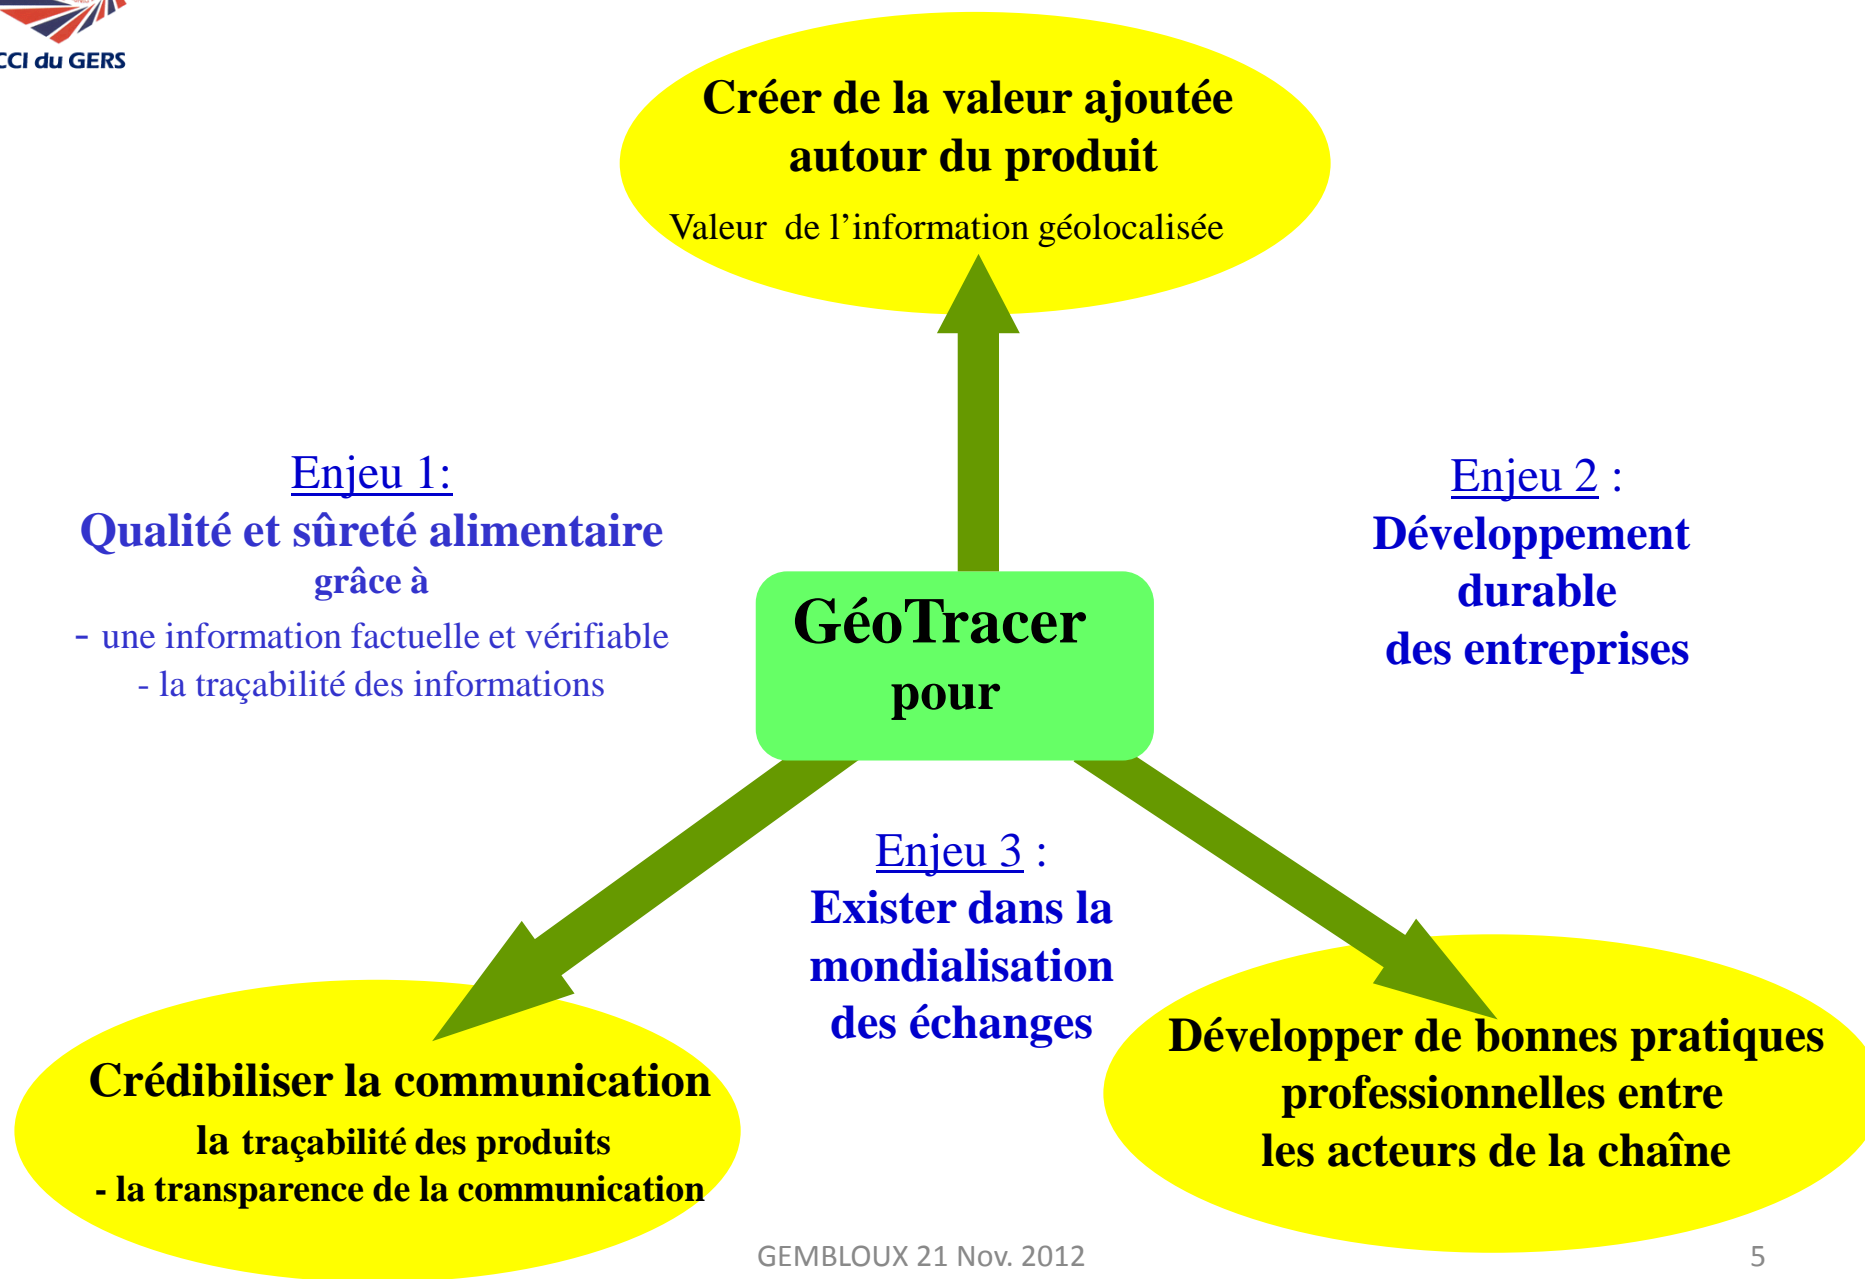 CCI du GERS
Créer de la valeur ajoutée
autour du produit
Valeur de l’information géolocalisée
Enjeu 1:
Qualité et sûreté alimentaire
grâce à
- une information factuelle et vérifiable
- la traçabilité des informations
Enjeu 2 :
Développement
durable
des entreprises
GéoTracer
pour
Enjeu 3 :
Exister dans la
mondialisation
des échanges
Crédibiliser la communication
la traçabilité des produits
- la transparence de la communication
Développer de bonnes pratiques
professionnelles entre
les acteurs de la chaîne
GEMBLOUX 21 Nov. 2012
5